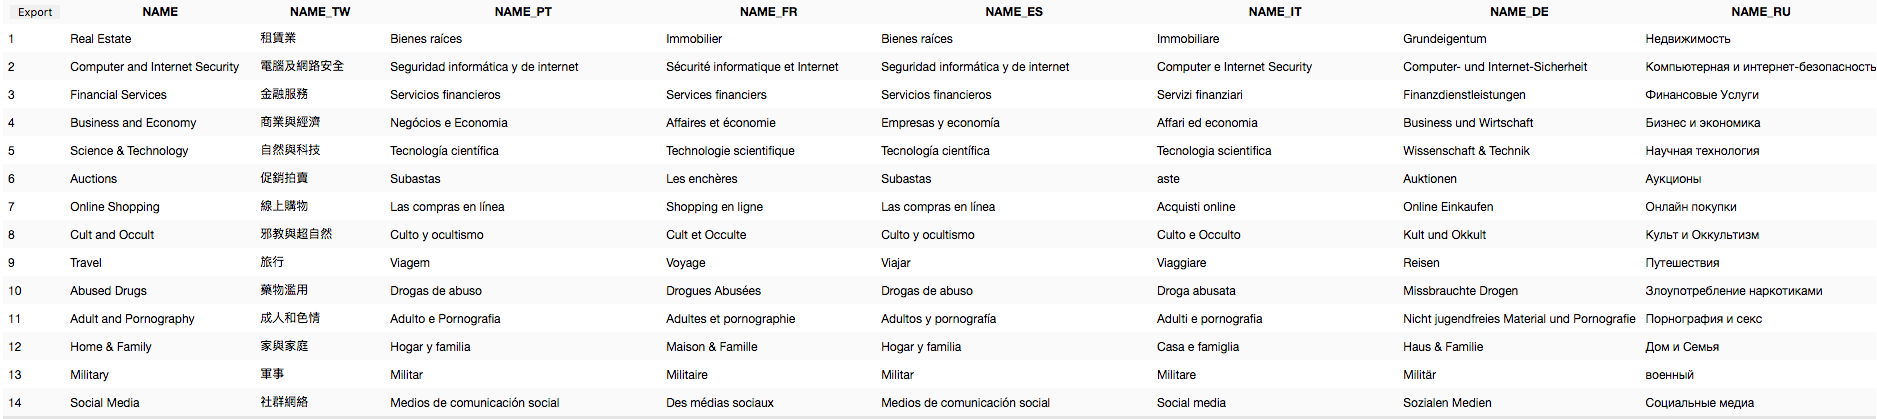 Export NAME NAME_TW NAME_PT NAME_FR NAME_ES NAME_IT NAME_DE NAME_RU
1 Real Estate 租賃業 Bienes raíces Immobilier Bienes raíces Immobiliare Grundeigentum Недвижимость
2 Computer and Internet Security 電腦及網路安全 Seguridad informática y de internet Sécurité informatique et Internet Seguridad informática y de internet Computer e Internet Security Computer- und Internet-Sicherheit Компьютерная и интернет-безопасность
3 Financial Services 金融服務 Servicios financieros Services financiers Servicios financieros Servizi finanziari Finanzdienstleistungen Финансовые Услуги
4 Business and Economy 商業與經濟 Negócios e Economia Affaires et économie Empresas y economía Affari ed economia Business und Wirtschaft Бизнес и экономика
5 Science & Technology 自然與科技 Tecnología científica Technologie scientifique Tecnología científica Tecnologia scientifica Wissenschaft & Technik Научная технология
6 Auctions 促銷拍賣 Subastas Les enchères Subastas aste Auktionen Аукционы
7 Online Shopping 線上購物 Las compras en línea Shopping en ligne Las compras en línea Acquisti online Online Einkaufen Онлайн покупки
8 Cult and Occult 邪教與超自然 Culto y ocultismo Cult et Occulte Culto y ocultismo Culto e Occulto Kult und Okkult Культ и Оккультизм
9 Travel 旅行 Viagem Voyage Viajar Viaggiare Reisen Путешествия
10 Abused Drugs 藥物濫用 Drogas de abuso Drogues Abusées Drogas de abuso Droga abusata Missbrauchte Drogen Злоупотребление наркотиками
11 Adult and Pornography 成人和色情 Adulto e Pornografia Adultes et pornographie Adultos y pornografía Adulti e pornografia Nicht jugendfreies Material und Pornografie Порнография и секс
12 Home & Family 家與家庭 Hogar y familia Maison & Famille Hogar y familia Casa e famiglia Haus & Familie Дом и Семья
13 Military 軍事 Militar Militaire Militar Militare Militär военный
14 Social Media 社群網絡 Medios de comunicación social Des médias sociaux Medios de comunicación social Social media Sozialen Medien Социальные медиа